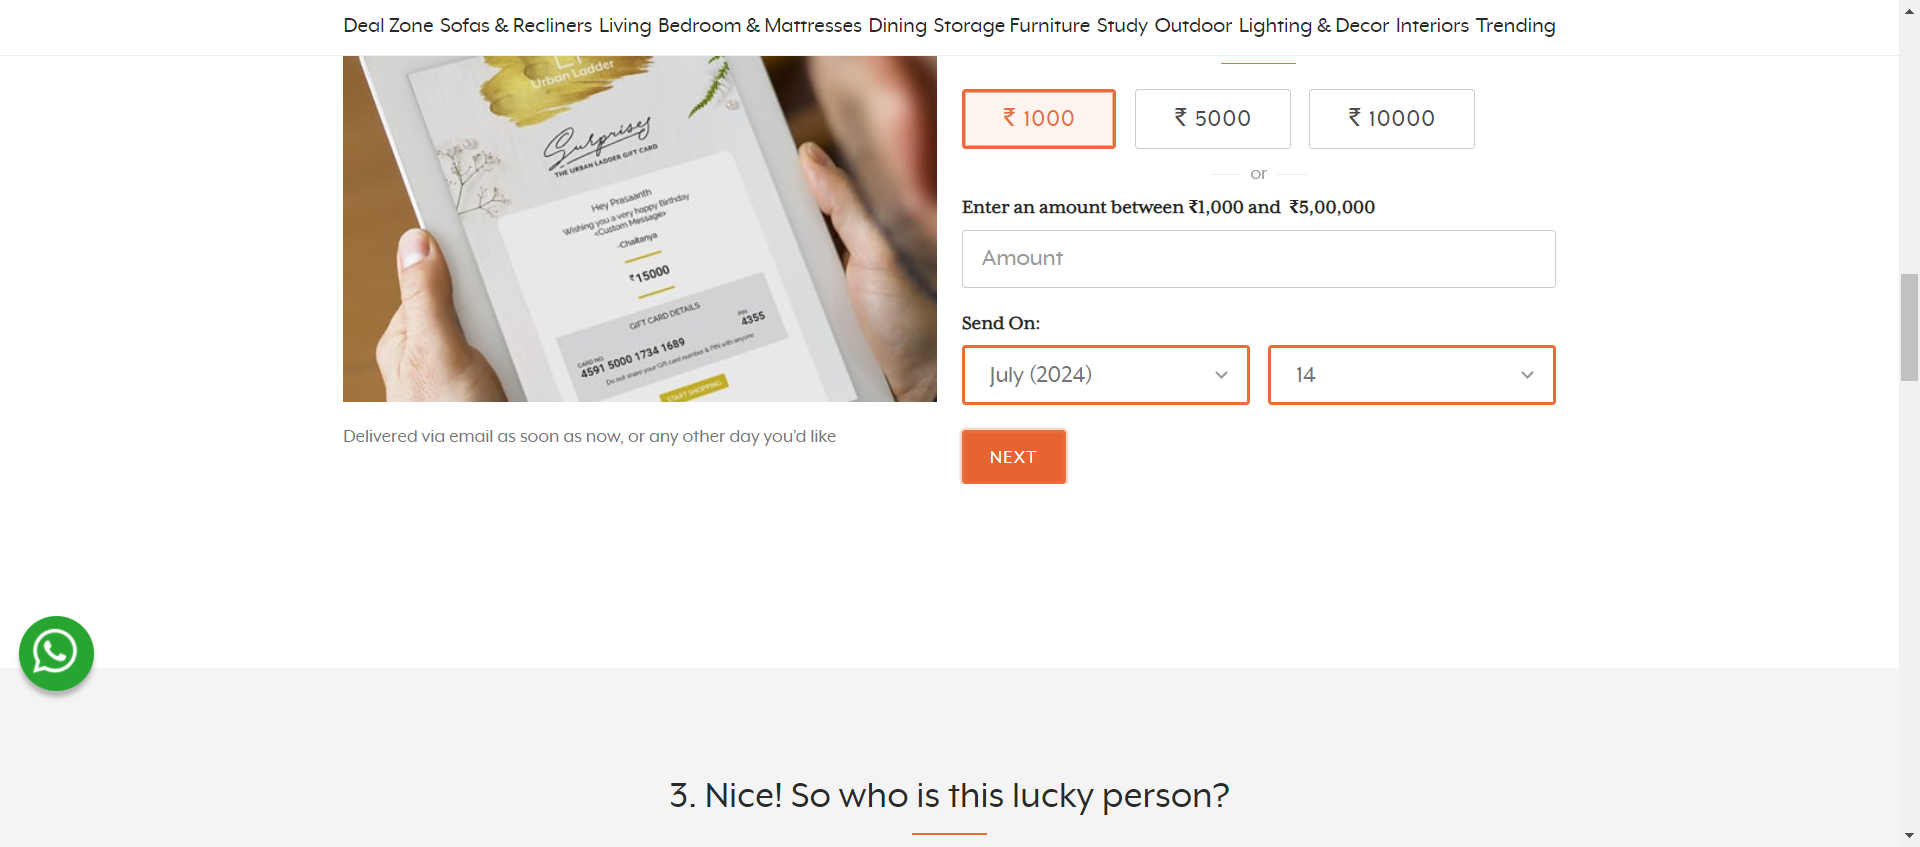 Deal Zone Sofas & Recliners Living Bedroom & Mattresses Dining Storage Furniture Study Outdoor Lighting & Decor Interiors Trending
Urban Ladder
Surprises
THE URBAN LADDER GIFT CARD
Hey Prasaanth
Wishing you a very happy Birthday
<Custom Message>
-Chaitanya
₹15000
GIFT CARD DETAILS
CARD NO.
PIN
4591 5000 1734 1689
4355
Do not share your Gift card number & PIN with anyone
START SHOPPING
Delivered via email as soon as now, or any other day you'd like
₹ 1000
₹ 5000
₹ 10000
or
Enter an amount between ₹1,000 and ₹5,00,000
Amount
Send On:
July (2024)
14
NEXT
3. Nice! So who is this lucky person?